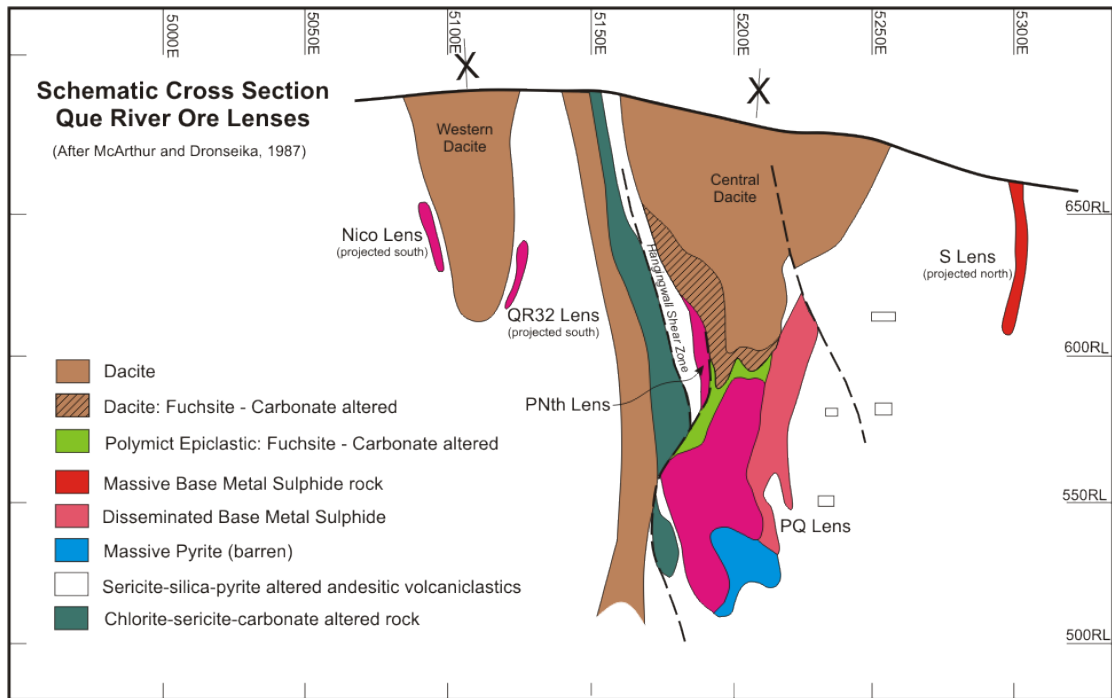 5000E
5050E
5100E
5150E
5200E
5250E
5300E
X
X
Schematic Cross Section
Que River Ore Lenses
(After McArthur and Dronseika, 1987)
Western
Dacite
Central
Dacite
650RL
Nico Lens
(projected south)
S Lens
(projected north)
Hangingwall Shear Zone
QR32 Lens
(projected south)
600RL
Dacite
PNth Lens
Dacite: Fuchsite - Carbonate altered
Polymict Epiclastic: Fuchsite - Carbonate altered
Massive Base Metal Sulphide rock
550RL
Disseminated Base Metal Sulphide
PQ Lens
Massive Pyrite (barren)
Sericite-silica-pyrite altered andesitic volcaniclastics
Chlorite-sericite-carbonate altered rock
500RL